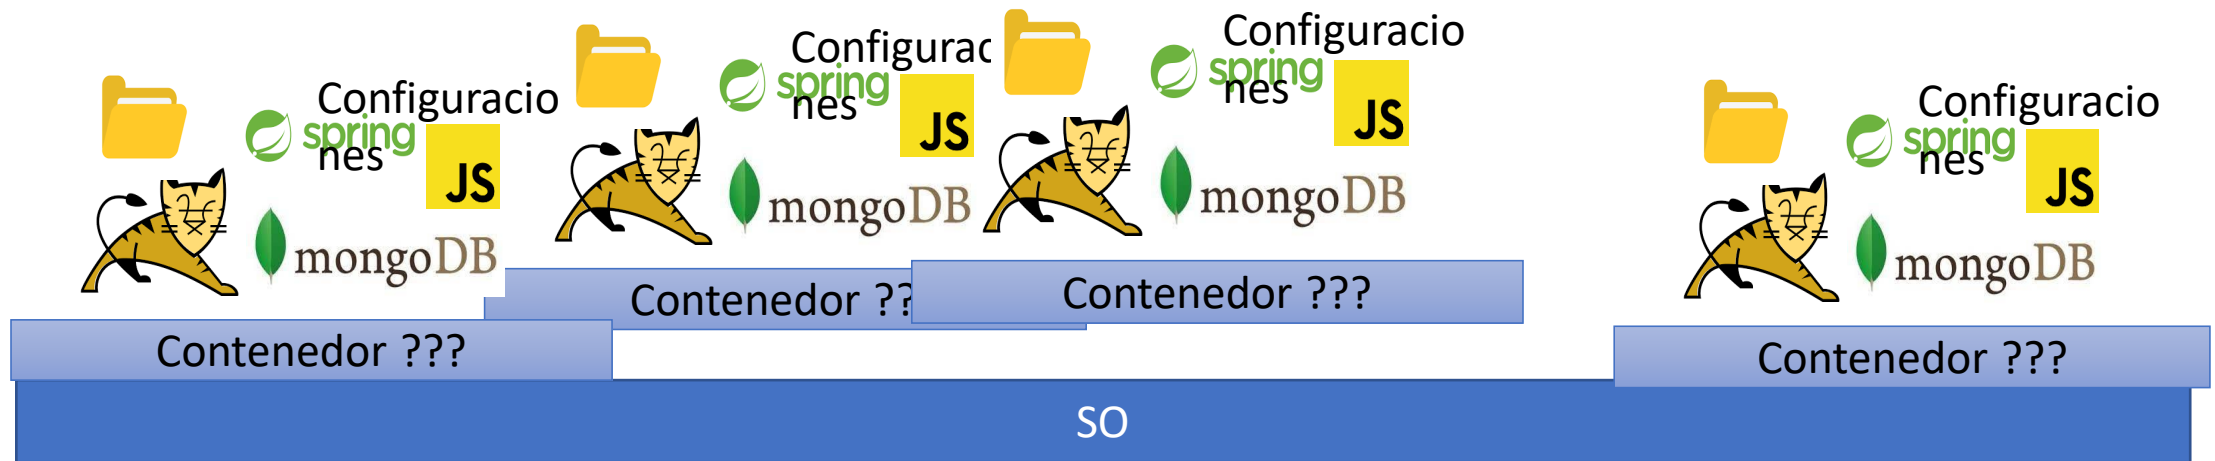 Configuracio
nes
spring
JS
mongoDB
Contenedor ???
Configurac
nes
spring
JS
mongoDB
Contenedor ??
Configuracio
nes
spring
JS
mongoDB
Contenedor ???
Configuracio
nes
spring
JS
mongoDB
Contenedor ???
SO